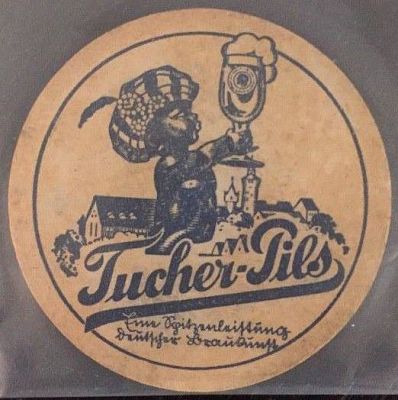 Tucher-Pils
Eine Spitzenleistung
deutscher Braukunst